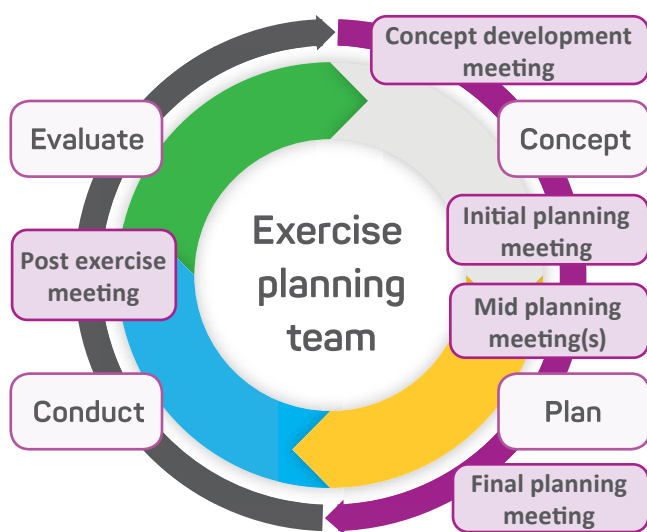 Concept development
meeting
Evaluate
Concept
Initial planning
meeting
Post exercise
meeting
Exercise
planning
team
Mid planning
meeting(s)
Conduct
Plan
Final planning
meeting